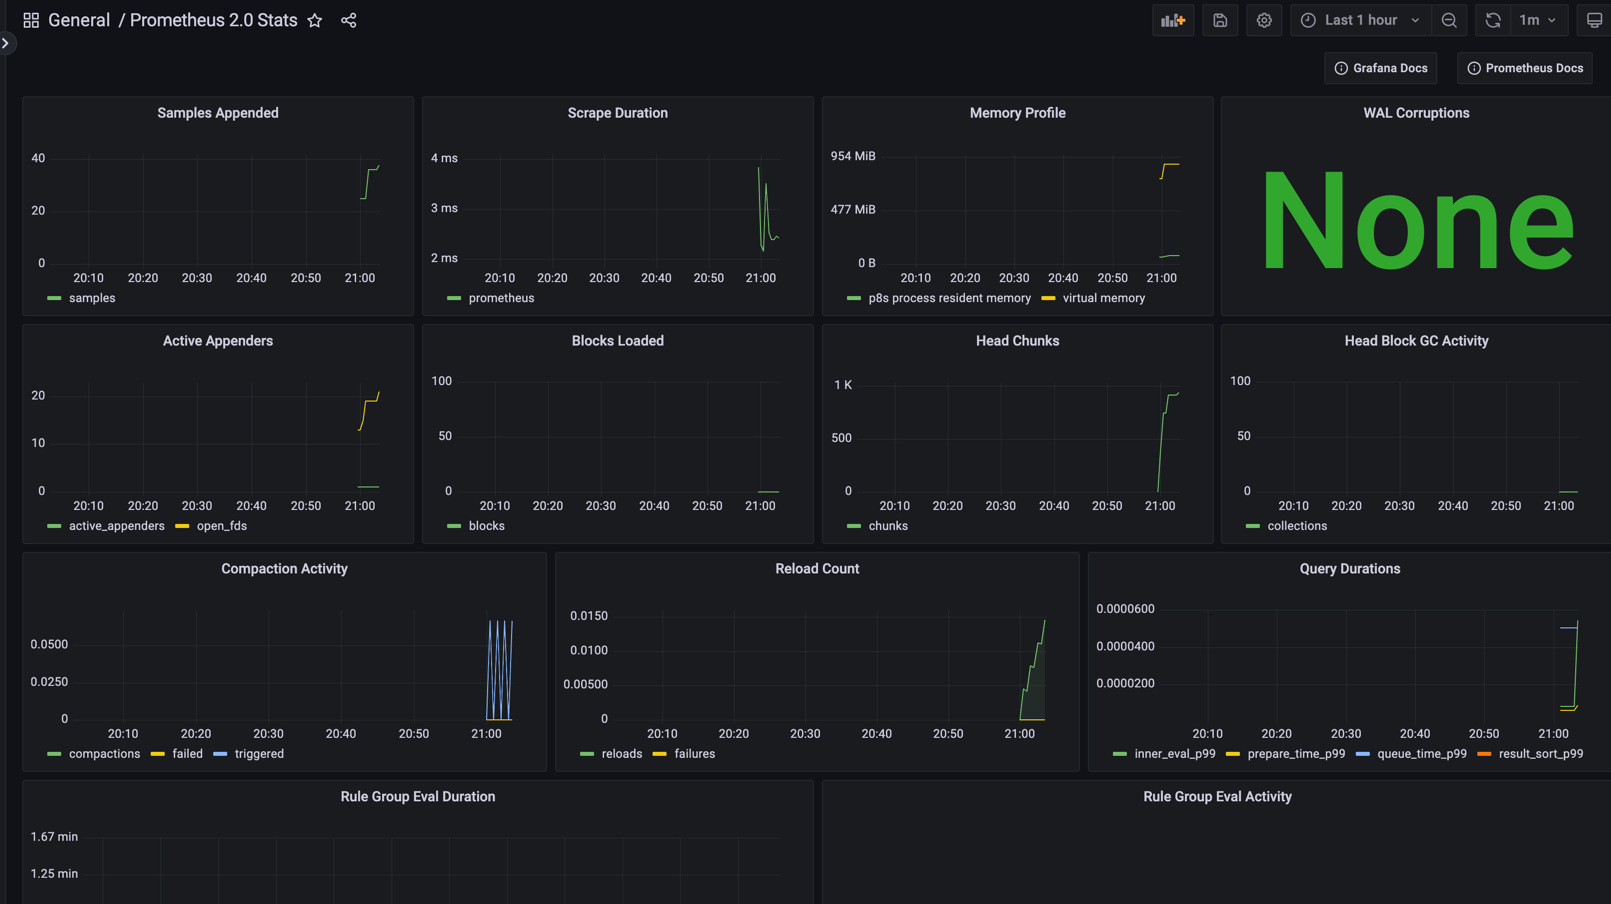 General / Prometheus 2.0 Stats
Last 1 hour
1m
Grafana Docs
Prometheus Docs
Samples Appended
40
20
0
20:10 20:20 20:30 20:40 20:50 21:00
samples
Scrape Duration
4 ms
3 ms
2 ms
20:10 20:20 20:30 20:40 20:50 21:00
prometheus
Memory Profile
954 MiB
477 MiB
0 B
20:10 20:20 20:30 20:40 20:50 21:00
p8s process resident memory virtual memory
WAL Corruptions
None
Active Appenders
20
10
0
20:10 20:20 20:30 20:40 20:50 21:00
active_appenders open_fds
Blocks Loaded
100
50
0
20:10 20:20 20:30 20:40 20:50 21:00
blocks
Head Chunks
1 K
500
0
20:10 20:20 20:30 20:40 20:50 21:00
chunks
Head Block GC Activity
100
50
0
20:10 20:20 20:30 20:40 20:50 21:00
collections
Compaction Activity
0.0500
0.0250
0
20:10 20:20 20:30 20:40 20:50 21:00
compactions failed triggered
Reload Count
0.0150
0.0100
0.00500
0
20:10 20:20 20:30 20:40 20:50 21:00
reloads failures
Query Durations
0.0000600
0.0000400
0.0000200
20:10 20:20 20:30 20:40 20:50 21:00
inner_eval_p99 prepare_time_p99 queue_time_p99 result_sort_p99
Rule Group Eval Duration
1.67 min
1.25 min
Rule Group Eval Activity